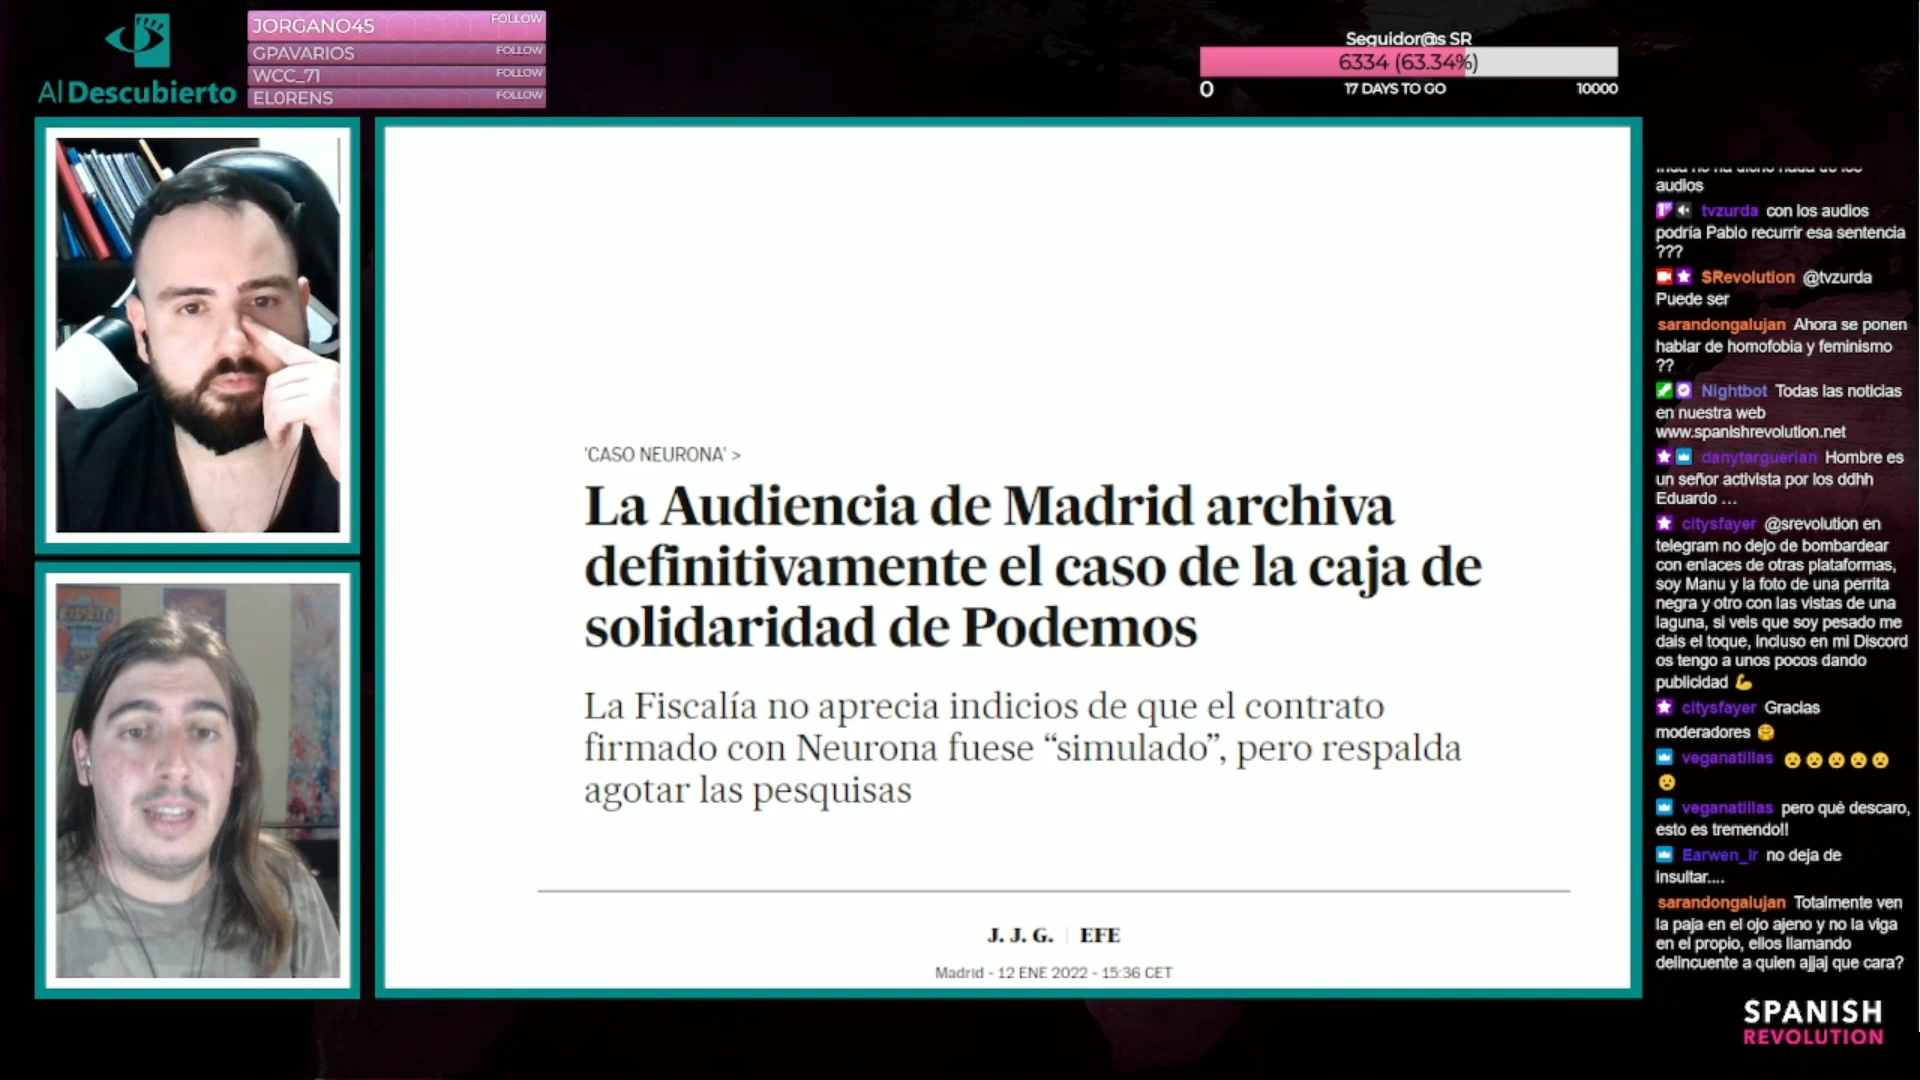 Al Descubierto
JORGANO45 FOLLOW
GPAVARIOS FOLLOW
WCC_71 FOLLOW
EL0RENS FOLLOW
Seguidor@s SR
6334 (63.34%)
0 17 DAYS TO GO 10000
'CASO NEURONA' >
La Audiencia de Madrid archiva
definitivamente el caso de la caja de
solidaridad de Podemos
La Fiscalía no aprecia indicios de que el contrato
firmado con Neurona fuese “simulado”, pero respalda
agotar las pesquisas
J. J. G. | EFE
Madrid - 12 ENE 2022 - 15:36 CET
audios
tvzurda con los audios
podría Pablo recurrir esa sentencia
???
SRevolution @tvzurda
Puede ser
sarandongalujan Ahora se ponen
hablar de homofobia y feminismo
??
Nightbot Todas las noticias
en nuestra web
www.spanishrevolution.net
danytarguerian Hombre es
un señor activista por los ddhh
Eduardo ...
citysfayer @srevolution en
telegram no dejo de bombardear
con enlaces de otras plataformas,
soy Manu y la foto de una perrita
negra y otro con las vistas de una
laguna, si veis que soy pesado me
dais el toque, incluso en mi Discord
os tengo a unos pocos dando
publicidad 💪
citysfayer Gracias
moderadores 🤗
veganatillas 😧😧😧😧😧
😧
veganatillas pero qué descaro,
esto es tremendo!!
Earwen_Ir no deja de
insultar....
sarandongalujan Totalmente ven
la paja en el ojo ajeno y no la viga
en el propio, ellos llamando
delincuente a quien ajjaj que cara?
SPANISH
REVOLUTION